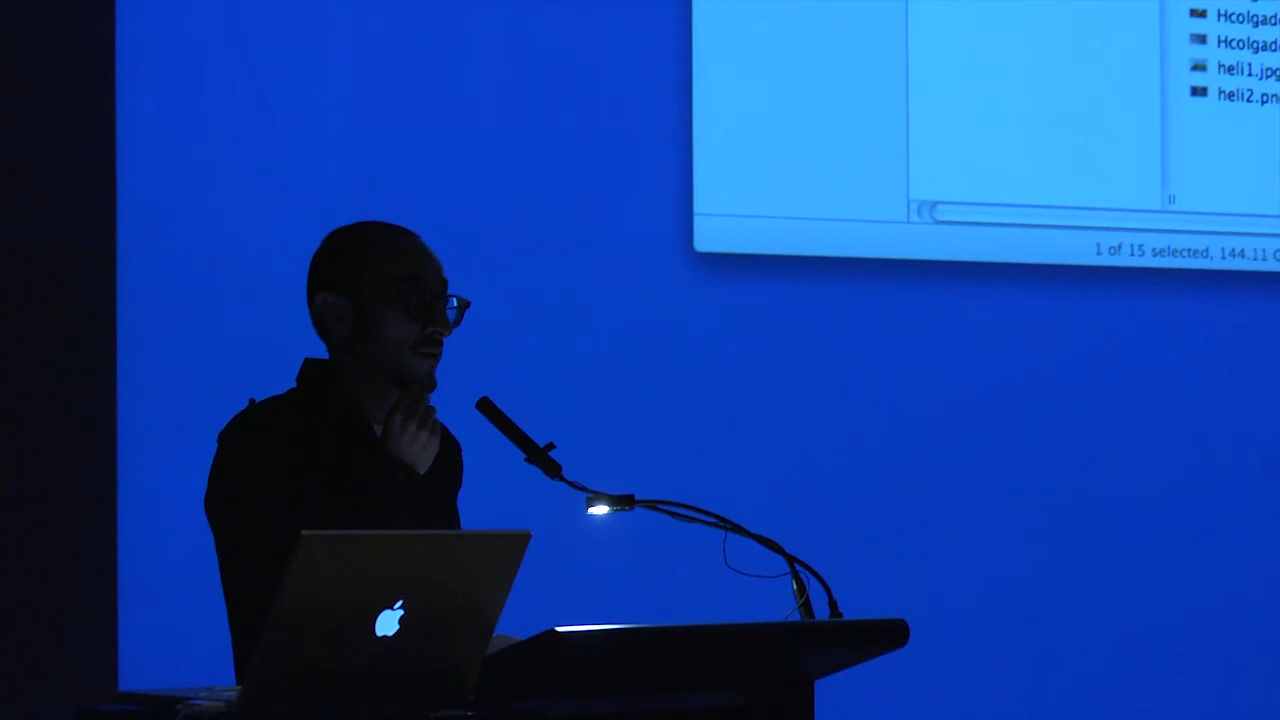 Hcolgad
Hcolgad
heli1.jpg
heli2.pn
1 of 15 selected, 144.11